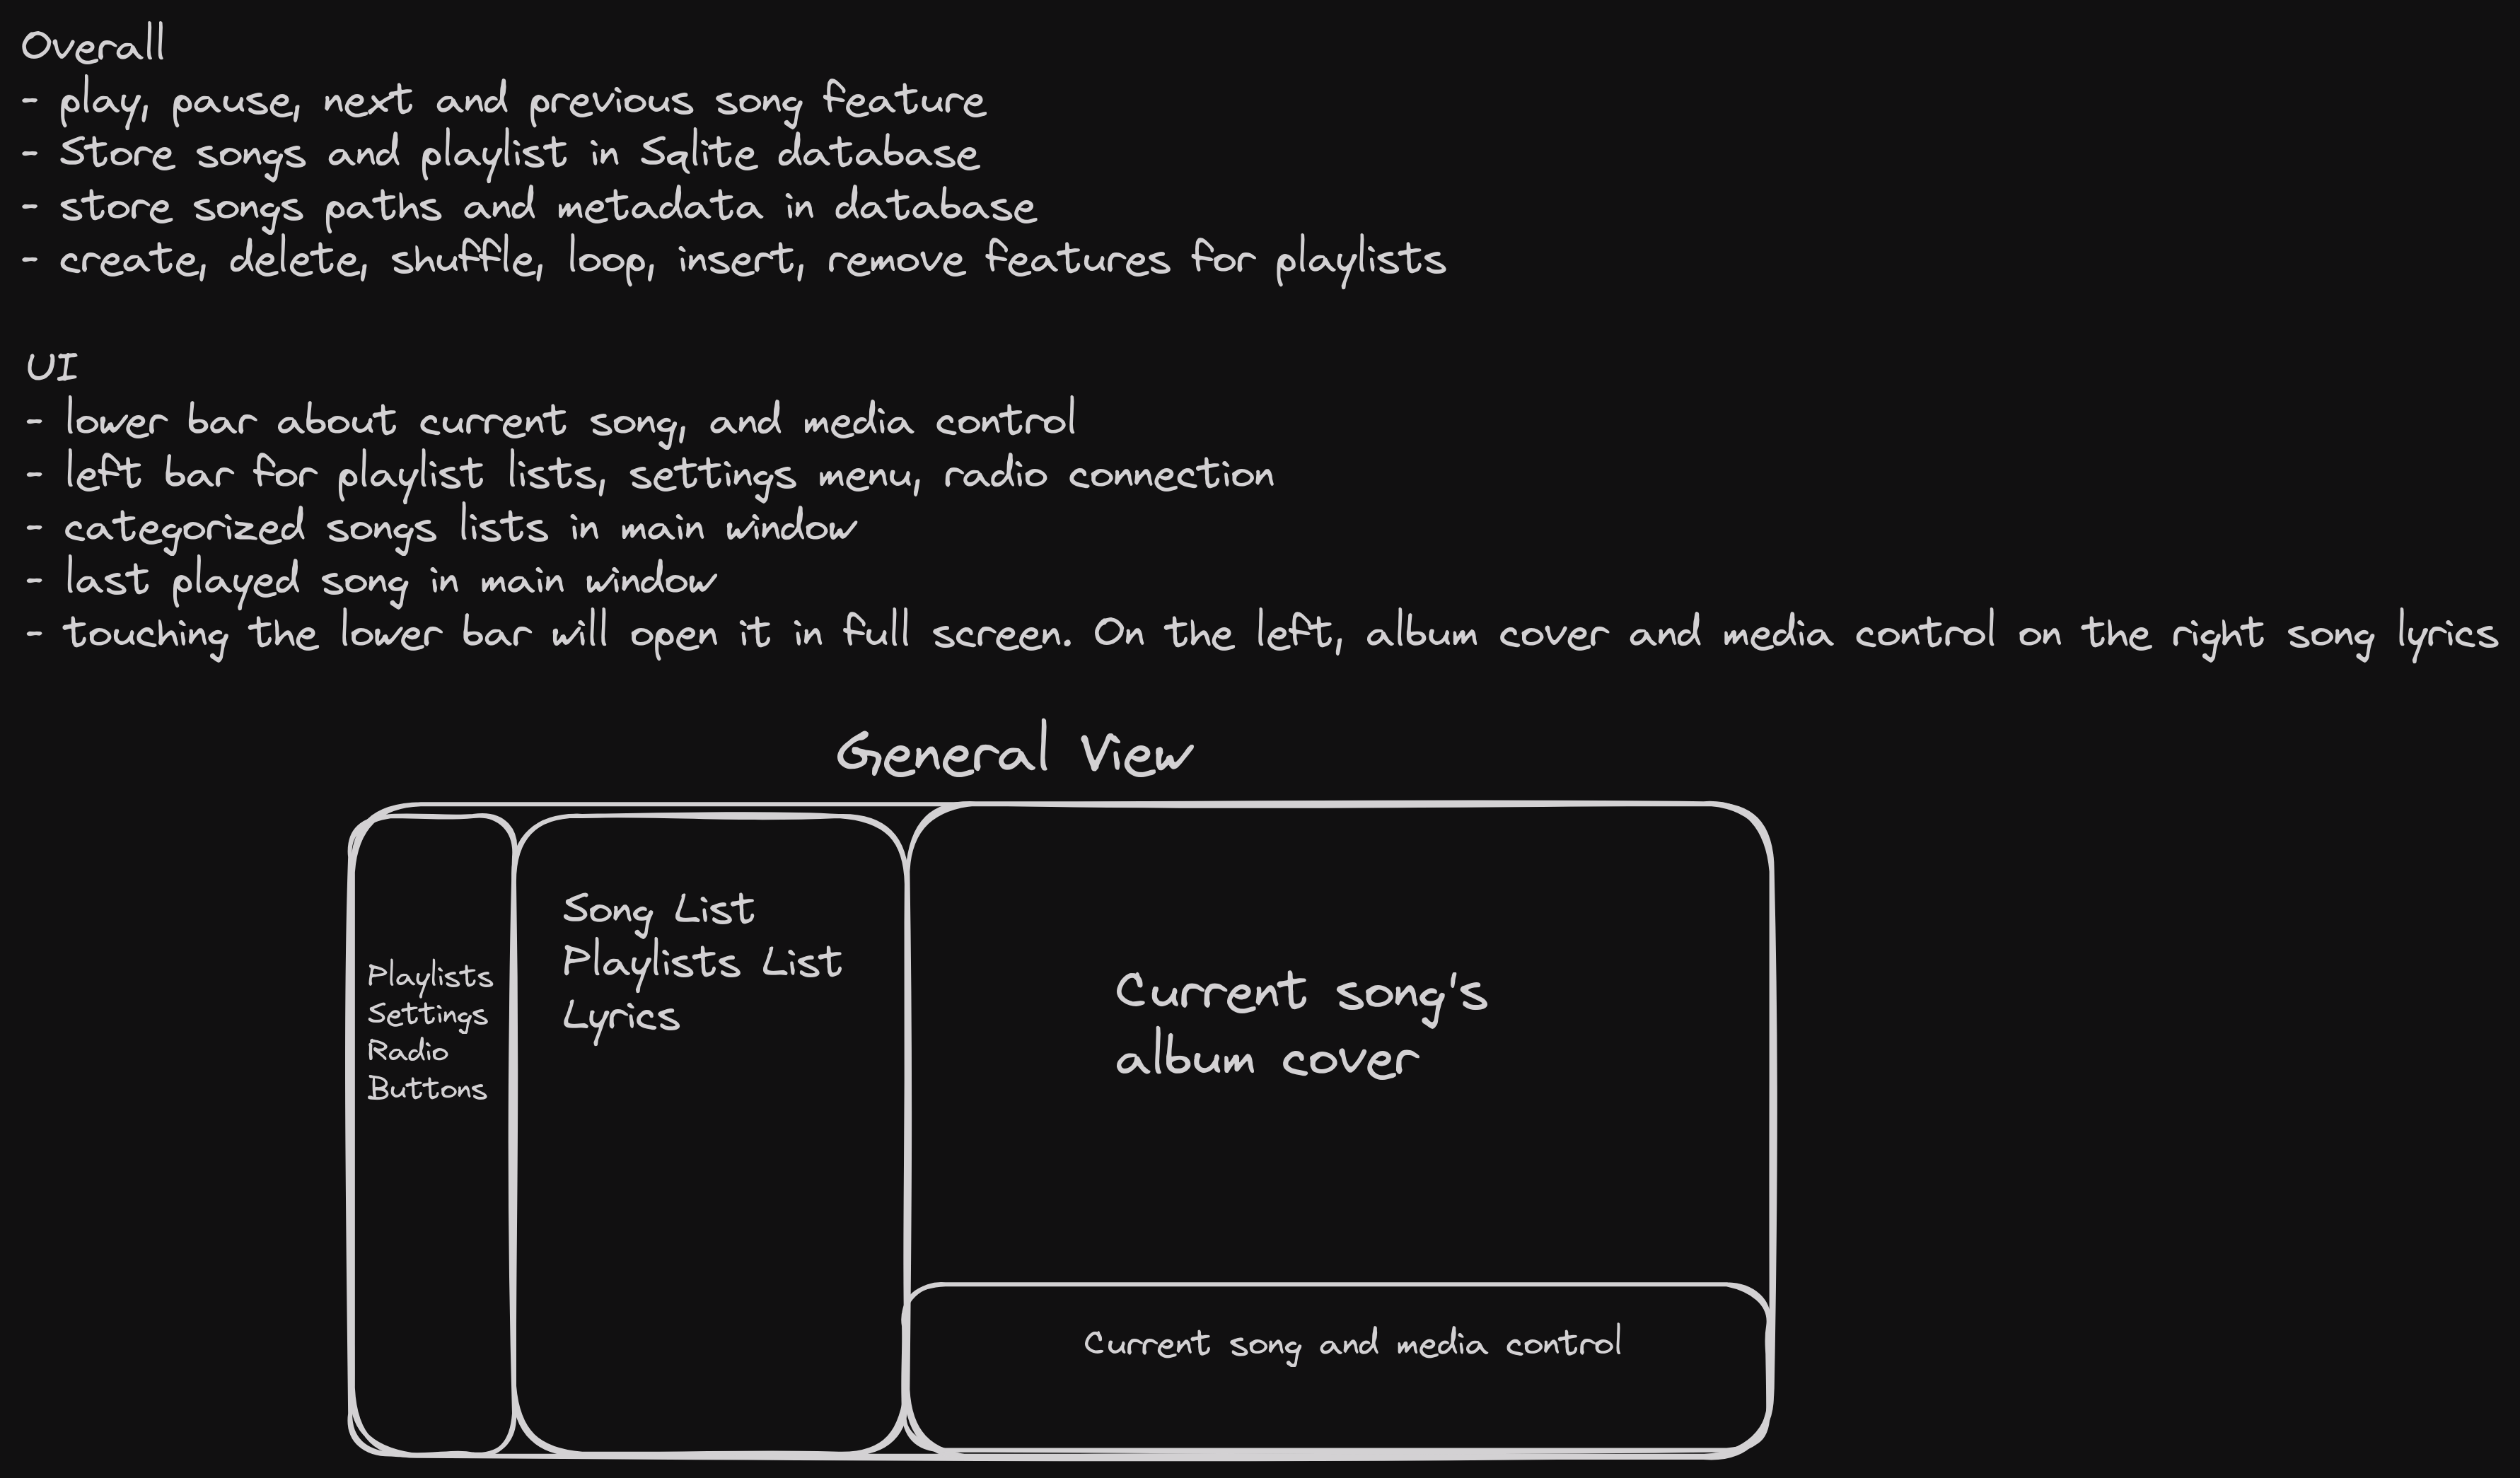 Overall
- play, pause, next and previous song feature
- Store songs and playlist in Sqlite database
- store songs paths and metadata in database
- create, delete, shuffle, loop, insert, remove features for playlists
UI
- lower bar about current song, and media control
- left bar for playlist lists, settings menu, radio connection
- categorized songs lists in main window
- last played song in main window
- touching the lower bar will open it in full screen. On the left, album cover and media control on the right song lyrics
General View
Playlists
Settings
Radio
Buttons
Song List
Playlists List
Lyrics
Current song's
album cover
Current song and media control